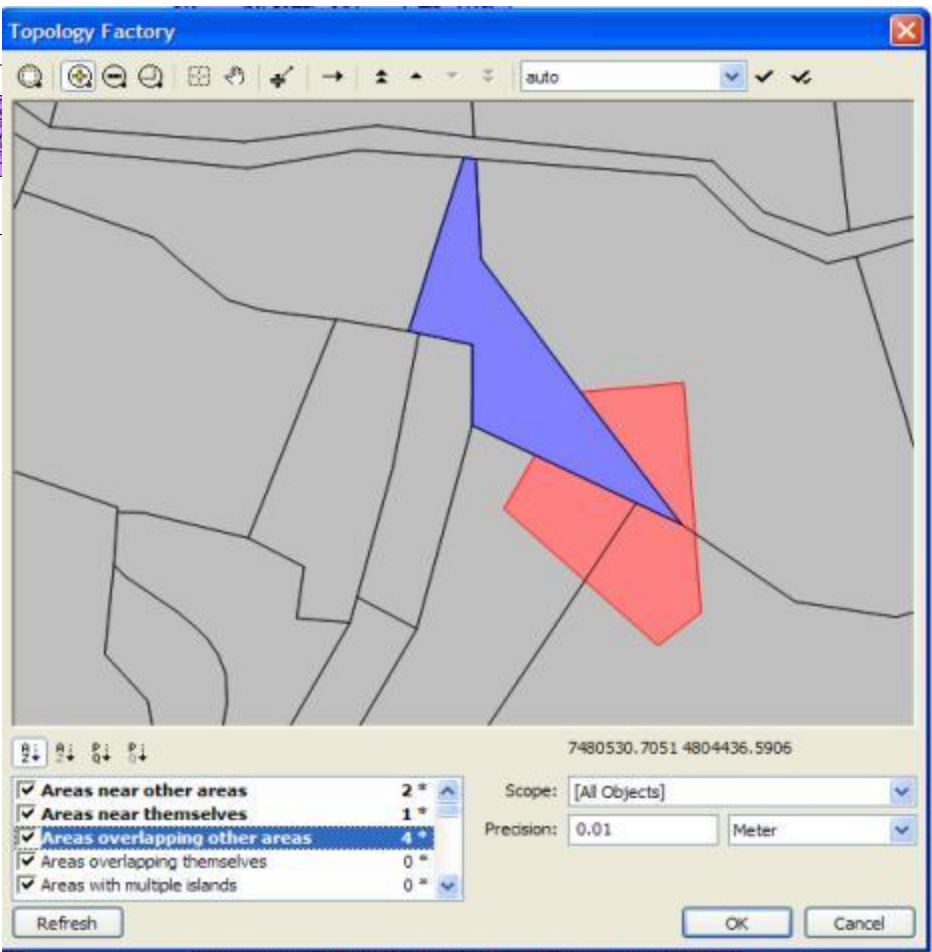 Topology Factory
auto
7480530.7051 4804436.5906
Areas near other areas 2 *
Areas near themselves 1 *
Areas overlapping other areas 4 *
Areas overlapping themselves 0 *
Areas with multiple islands 0 *
Scope: [All Objects]
Precision: 0.01 Meter
Refresh
OK
Cancel